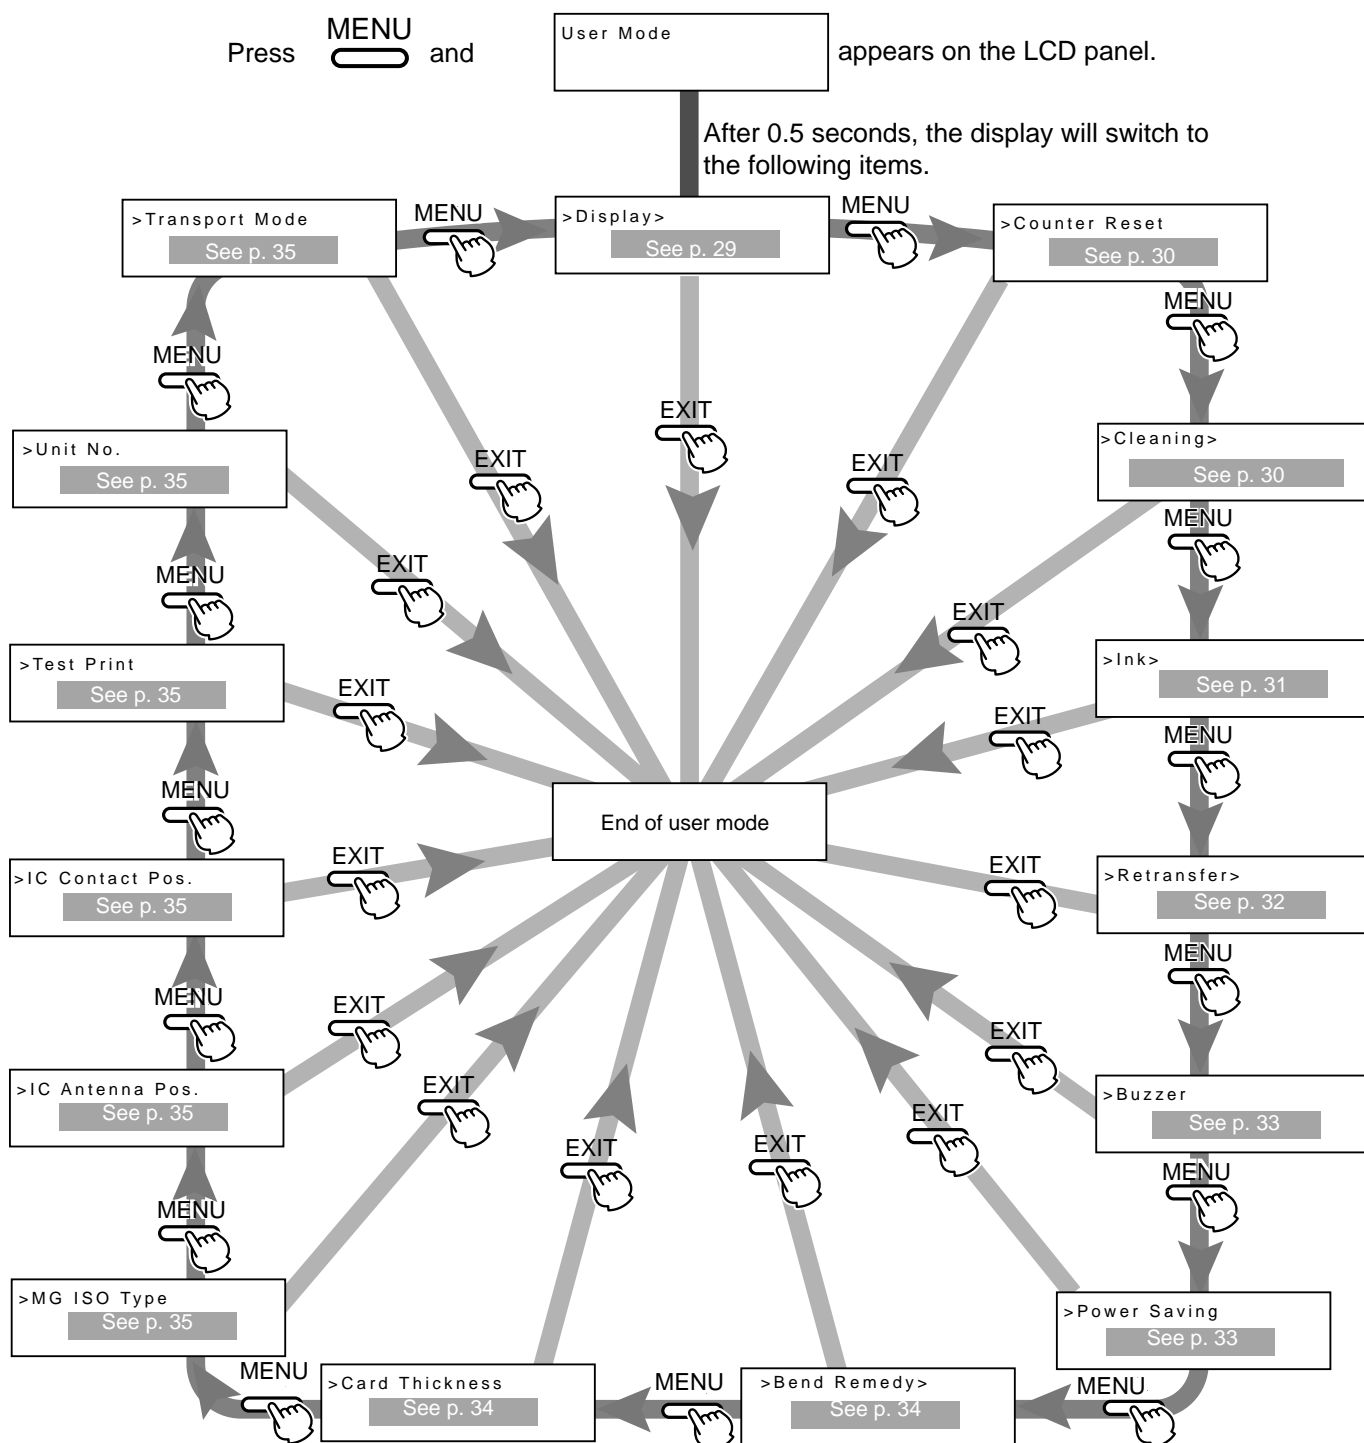 MENU
Press
and
User Mode
appears on the LCD panel.
After 0.5 seconds, the display will switch to
the following items.
>Transport Mode
See p. 35
MENU
>Display>
See p. 29
MENU
>Counter Reset
See p. 30
MENU
MENU
EXIT
EXIT
EXIT
>Unit No.
See p. 35
>Cleaning>
See p. 30
MENU
MENU
EXIT
EXIT
>Test Print
See p. 35
EXIT
EXIT
>Ink>
See p. 31
MENU
MENU
End of user mode
>IC Contact Pos.
See p. 35
EXIT
EXIT
>Retransfer>
See p. 32
MENU
MENU
EXIT
EXIT
>IC Antenna Pos.
See p. 35
EXIT
>Buzzer
See p. 33
EXIT
EXIT
EXIT
MENU
MENU
>MG ISO Type
See p. 35
>Power Saving
See p. 33
MENU
>Card Thickness
See p. 34
MENU
>Bend Remedy>
See p. 34
MENU